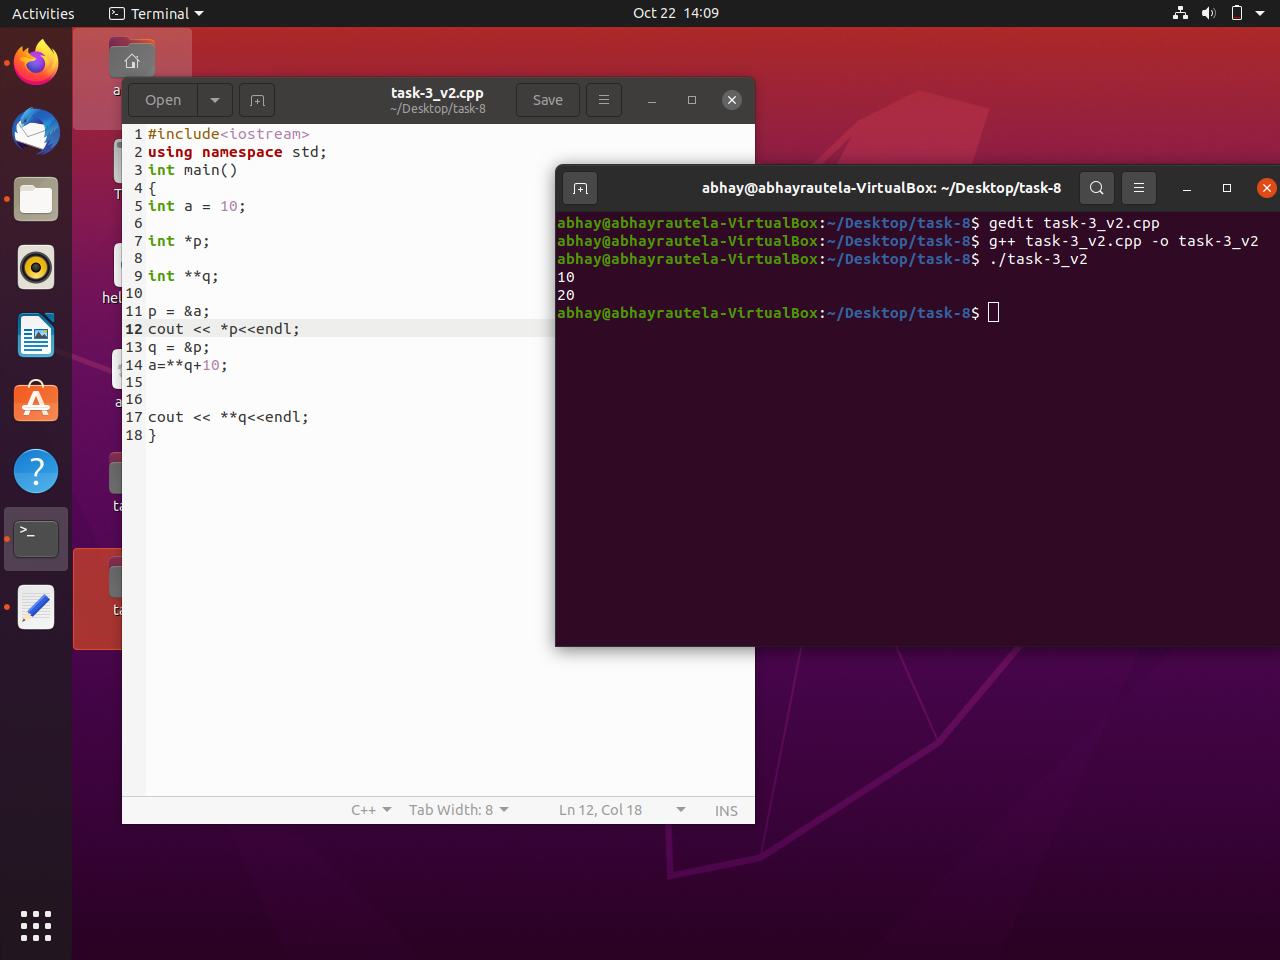 Activities
Terminal
Oct 22 14:09
Open
task-3_v2.cpp
~/Desktop/task-8
Save
1 #include<iostream>
2 using namespace std;
3 int main()
4 {
5 int a = 10;
6
7 int *p;
8
9 int **q;
10
11 p = &a;
12 cout << *p<<endl;
13 q = &p;
14 a=**q+10;
15
16
17 cout << **q<<endl;
18 }
C++
Tab Width: 8
Ln 12, Col 18
INS
abhay@abhayrautela-VirtualBox: ~/Desktop/task-8
abhay@abhayrautela-VirtualBox:~/Desktop/task-8$ gedit task-3_v2.cpp
abhay@abhayrautela-VirtualBox:~/Desktop/task-8$ g++ task-3_v2.cpp -o task-3_v2
abhay@abhayrautela-VirtualBox:~/Desktop/task-8$ ./task-3_v2
10
20
abhay@abhayrautela-VirtualBox:~/Desktop/task-8$